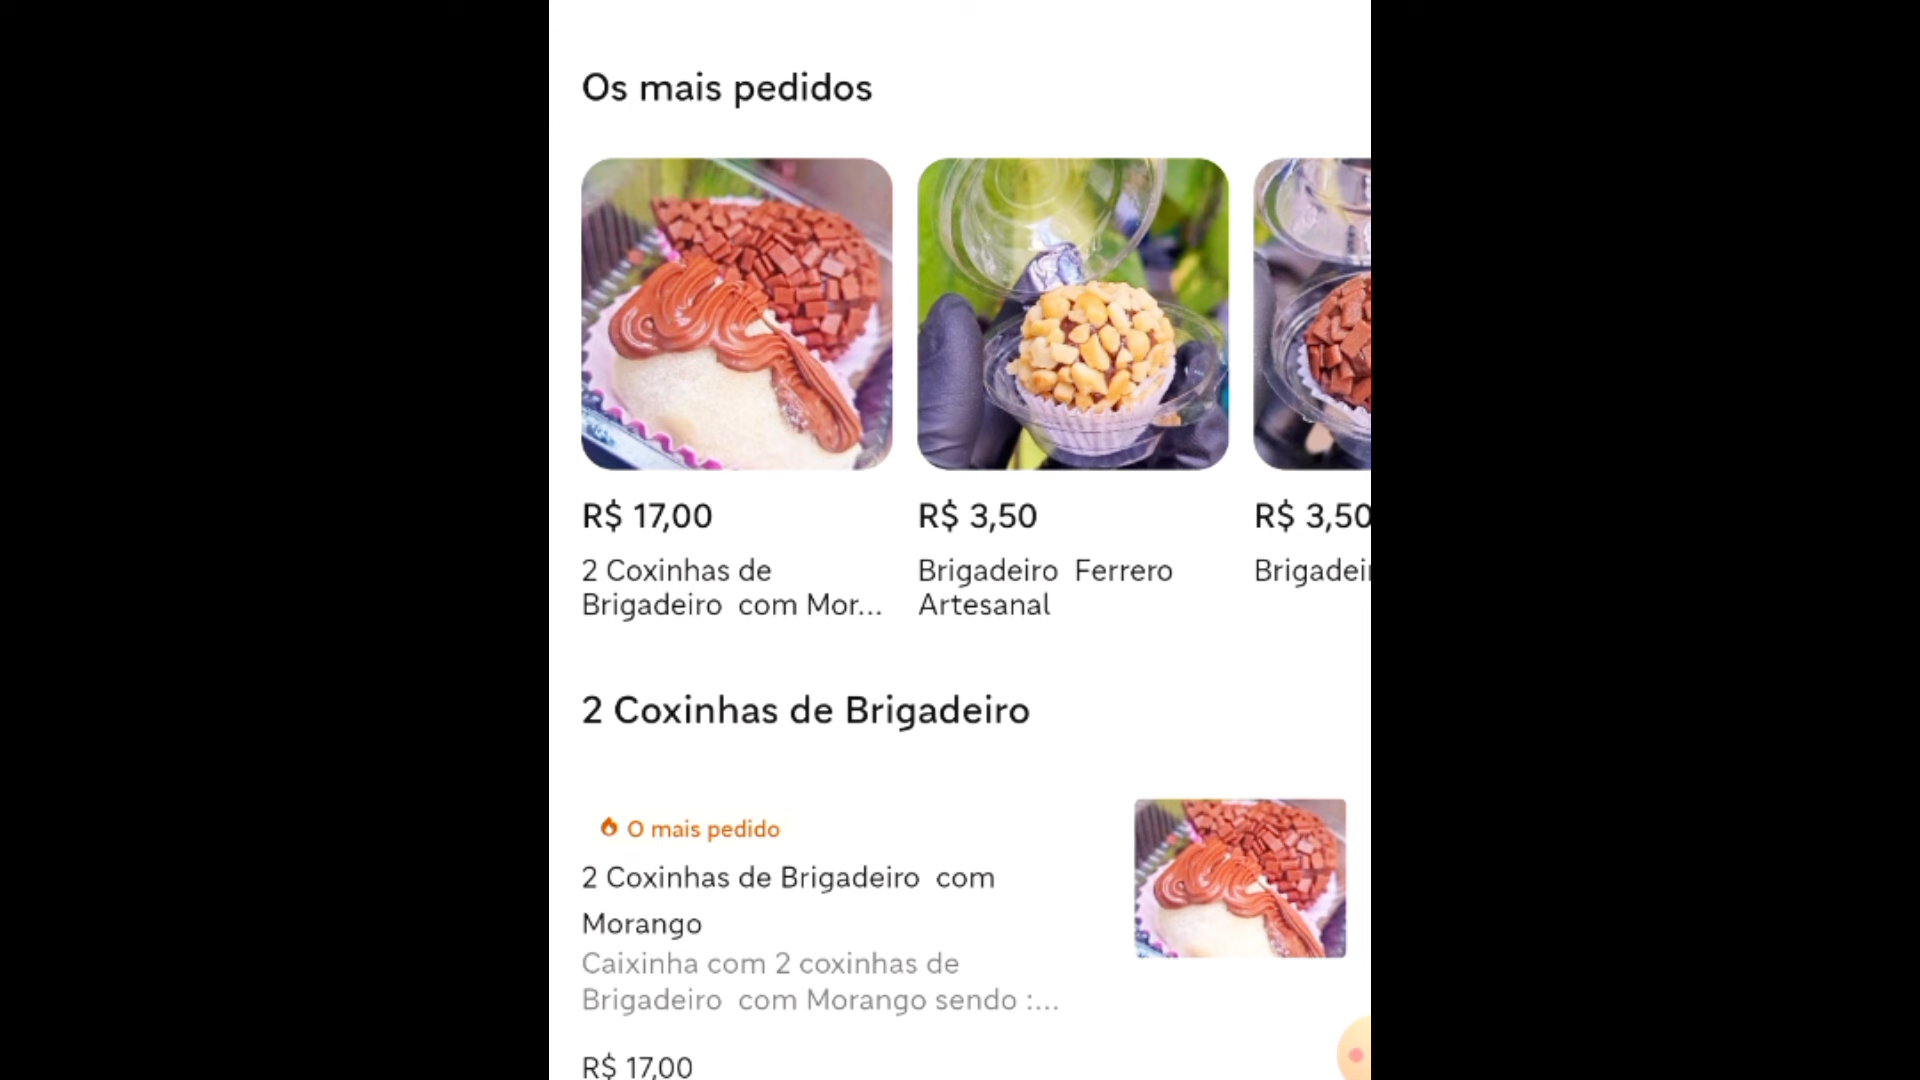 Os mais pedidos
R$ 17,00
R$ 3,50
R$ 3,50
2 Coxinhas de
Brigadeiro com Mor...
Brigadeiro Ferrero
Artesanal
2 Coxinhas de Brigadeiro
O mais pedido
2 Coxinhas de Brigadeiro com
Morango
Caixinha com 2 coxinhas de
Brigadeiro com Morango sendo :...
R$ 17,00